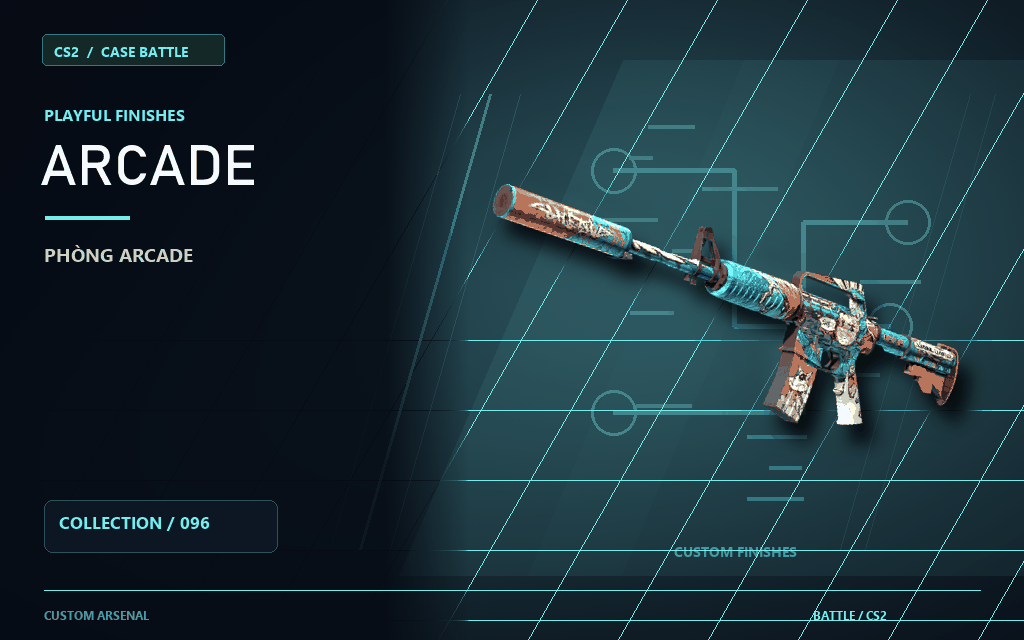 CS2 / CASE BATTLE
PLAYFUL FINISHES
ARCADE
PHÒNG ARCADE
COLLECTION / 096
CUSTOM FINISHES
CUSTOM ARSENAL
BATTLE / CS2